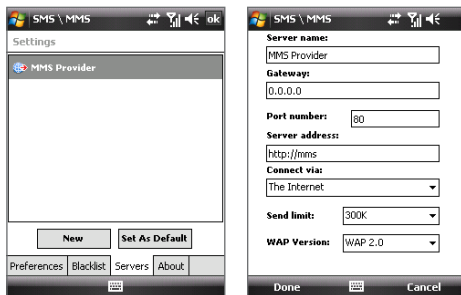 SMS \ MMS
ok
Settings
MMS Provider
New
Set As Default
Preferences
Blacklist
Servers
About
SMS \ MMS
Server name:
MMS Provider
Gateway:
0.0.0.0
Port number: 80
Server address:
http://mms
Connect via:
The Internet
Send limit: 300K
WAP Version: WAP 2.0
Done
Cancel